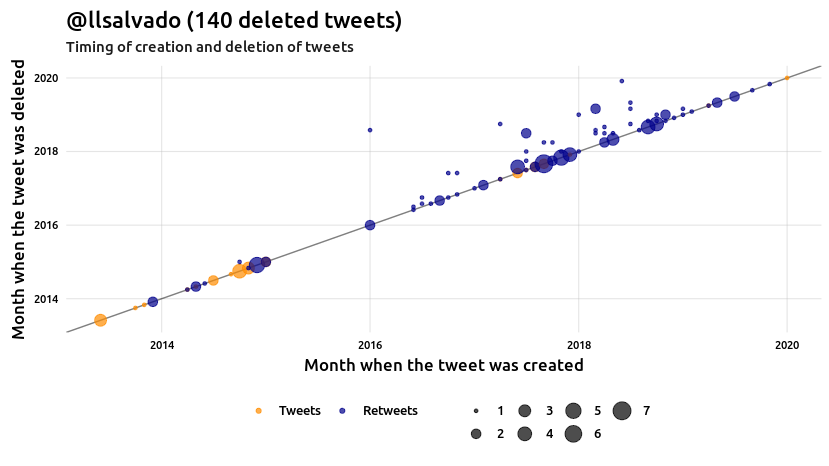 @llsalvado (140 deleted tweets)
Timing of creation and deletion of tweets
Month when the tweet was deleted
2020
2018
2016
2014
2014 2016 2018 2020
Month when the tweet was created
Tweets Retweets 1 3 5 7
2 4 6